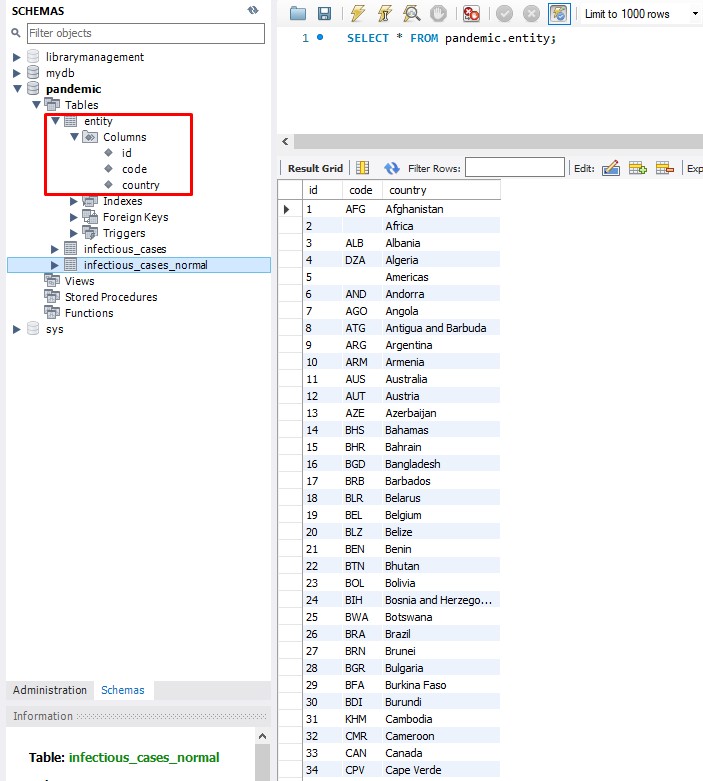 SCHEMAS
Filter objects
librarymanagement
mydb
pandemic
Tables
entity
Columns
id
code
country
Indexes
Foreign Keys
Triggers
infectious_cases
infectious_cases_normal
Views
Stored Procedures
Functions
sys
Administration Schemas
Information
Table: infectious_cases_normal
Limit to 1000 rows
1 SELECT * FROM pandemic.entity;
Result Grid Filter Rows: Edit: Exp
id code country
1 AFG Afghanistan
2 Africa
3 ALB Albania
4 DZA Algeria
5 Americas
6 AND Andorra
7 AGO Angola
8 ATG Antigua and Barbuda
9 ARG Argentina
10 ARM Armenia
11 AUS Australia
12 AUT Austria
13 AZE Azerbaijan
14 BHS Bahamas
15 BHR Bahrain
16 BGD Bangladesh
17 BRB Barbados
18 BLR Belarus
19 BEL Belgium
20 BLZ Belize
21 BEN Benin
22 BTN Bhutan
23 BOL Bolivia
24 BIH Bosnia and Herzego...
25 BWA Botswana
26 BRA Brazil
27 BRN Brunei
28 BGR Bulgaria
29 BFA Burkina Faso
30 BDI Burundi
31 KHM Cambodia
32 CMR Cameroon
33 CAN Canada
34 CPV Cape Verde